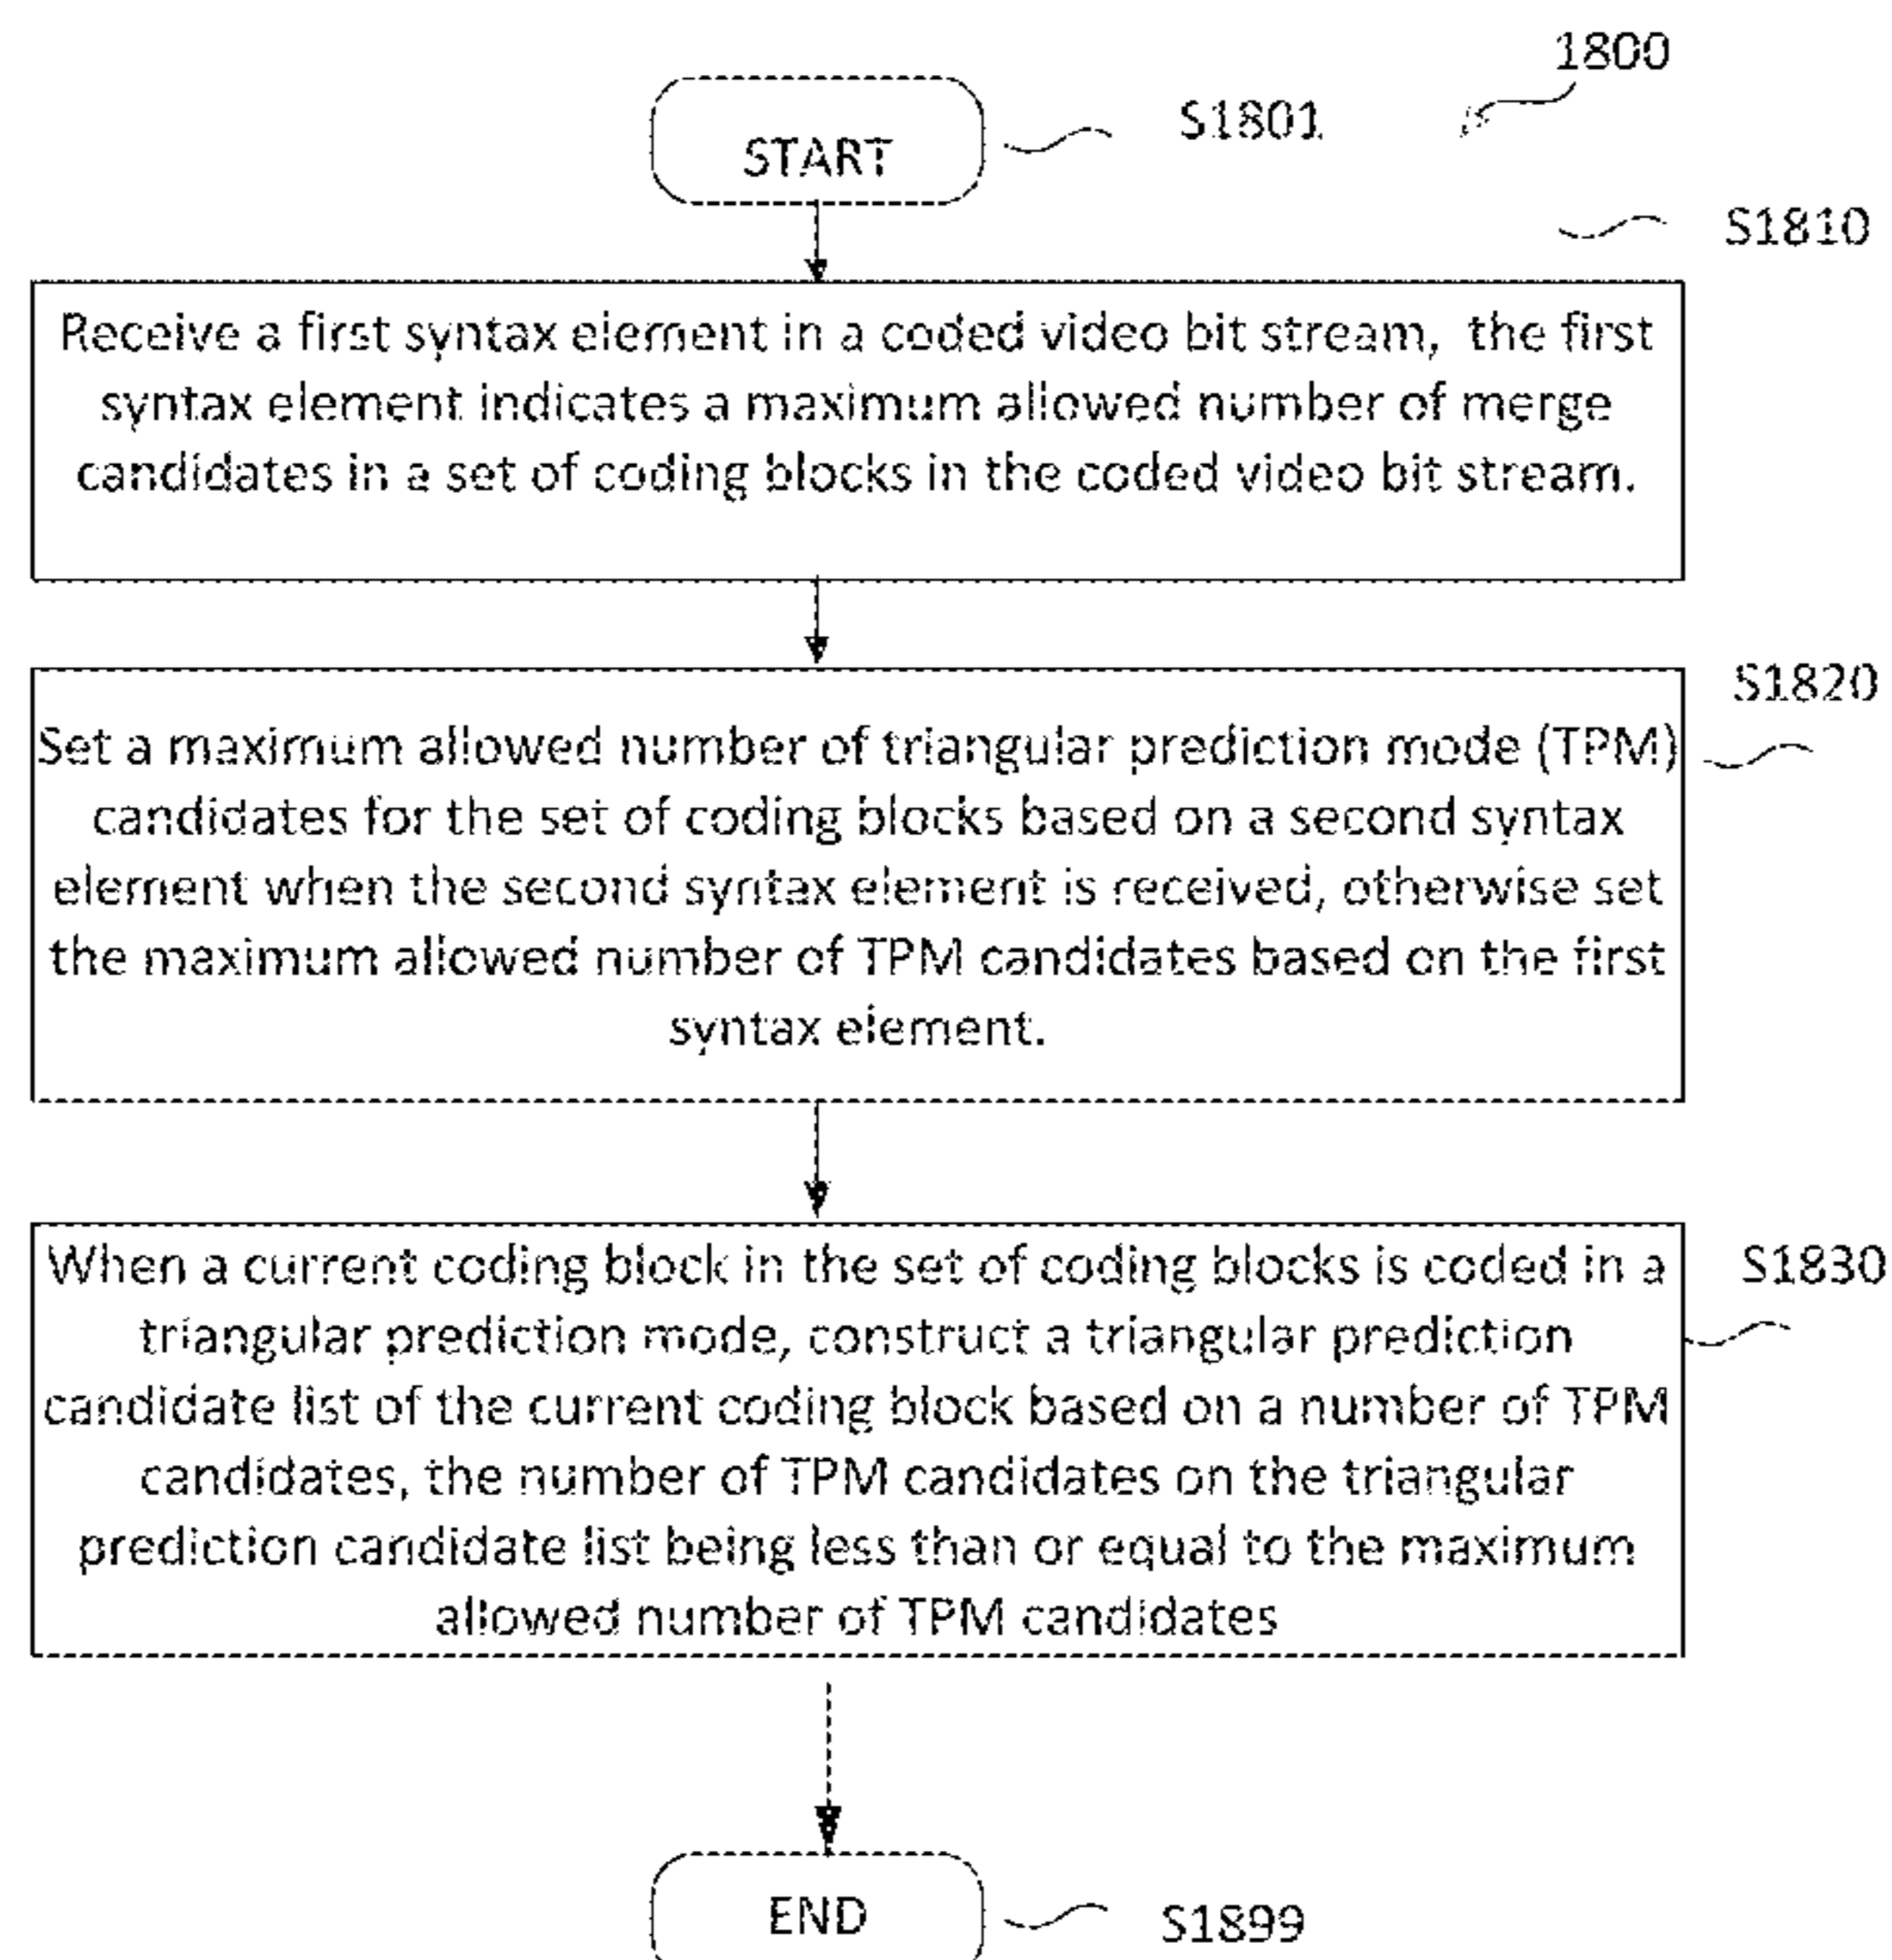 1800
START
S1801
S1810
Receive a first syntax element in a coded video bit stream, the first
syntax element indicates a maximum allowed number of merge
candidates in a set of coding blocks in the coded video bit stream.
S1820
Set a maximum allowed number of triangular prediction mode (TPM)
candidates for the set of coding blocks based on a second syntax
element when the second syntax element is received, otherwise set
the maximum allowed number of TPM candidates based on the first
syntax element.
When a current coding block in the set of coding blocks is coded in a
S1830
triangular prediction mode, construct a triangular prediction
candidate list of the current coding block based on a number of TPM
candidates, the number of TPM candidates on the triangular
prediction candidate list being less than or equal to the maximum
allowed number of TPM candidates
END
S1899